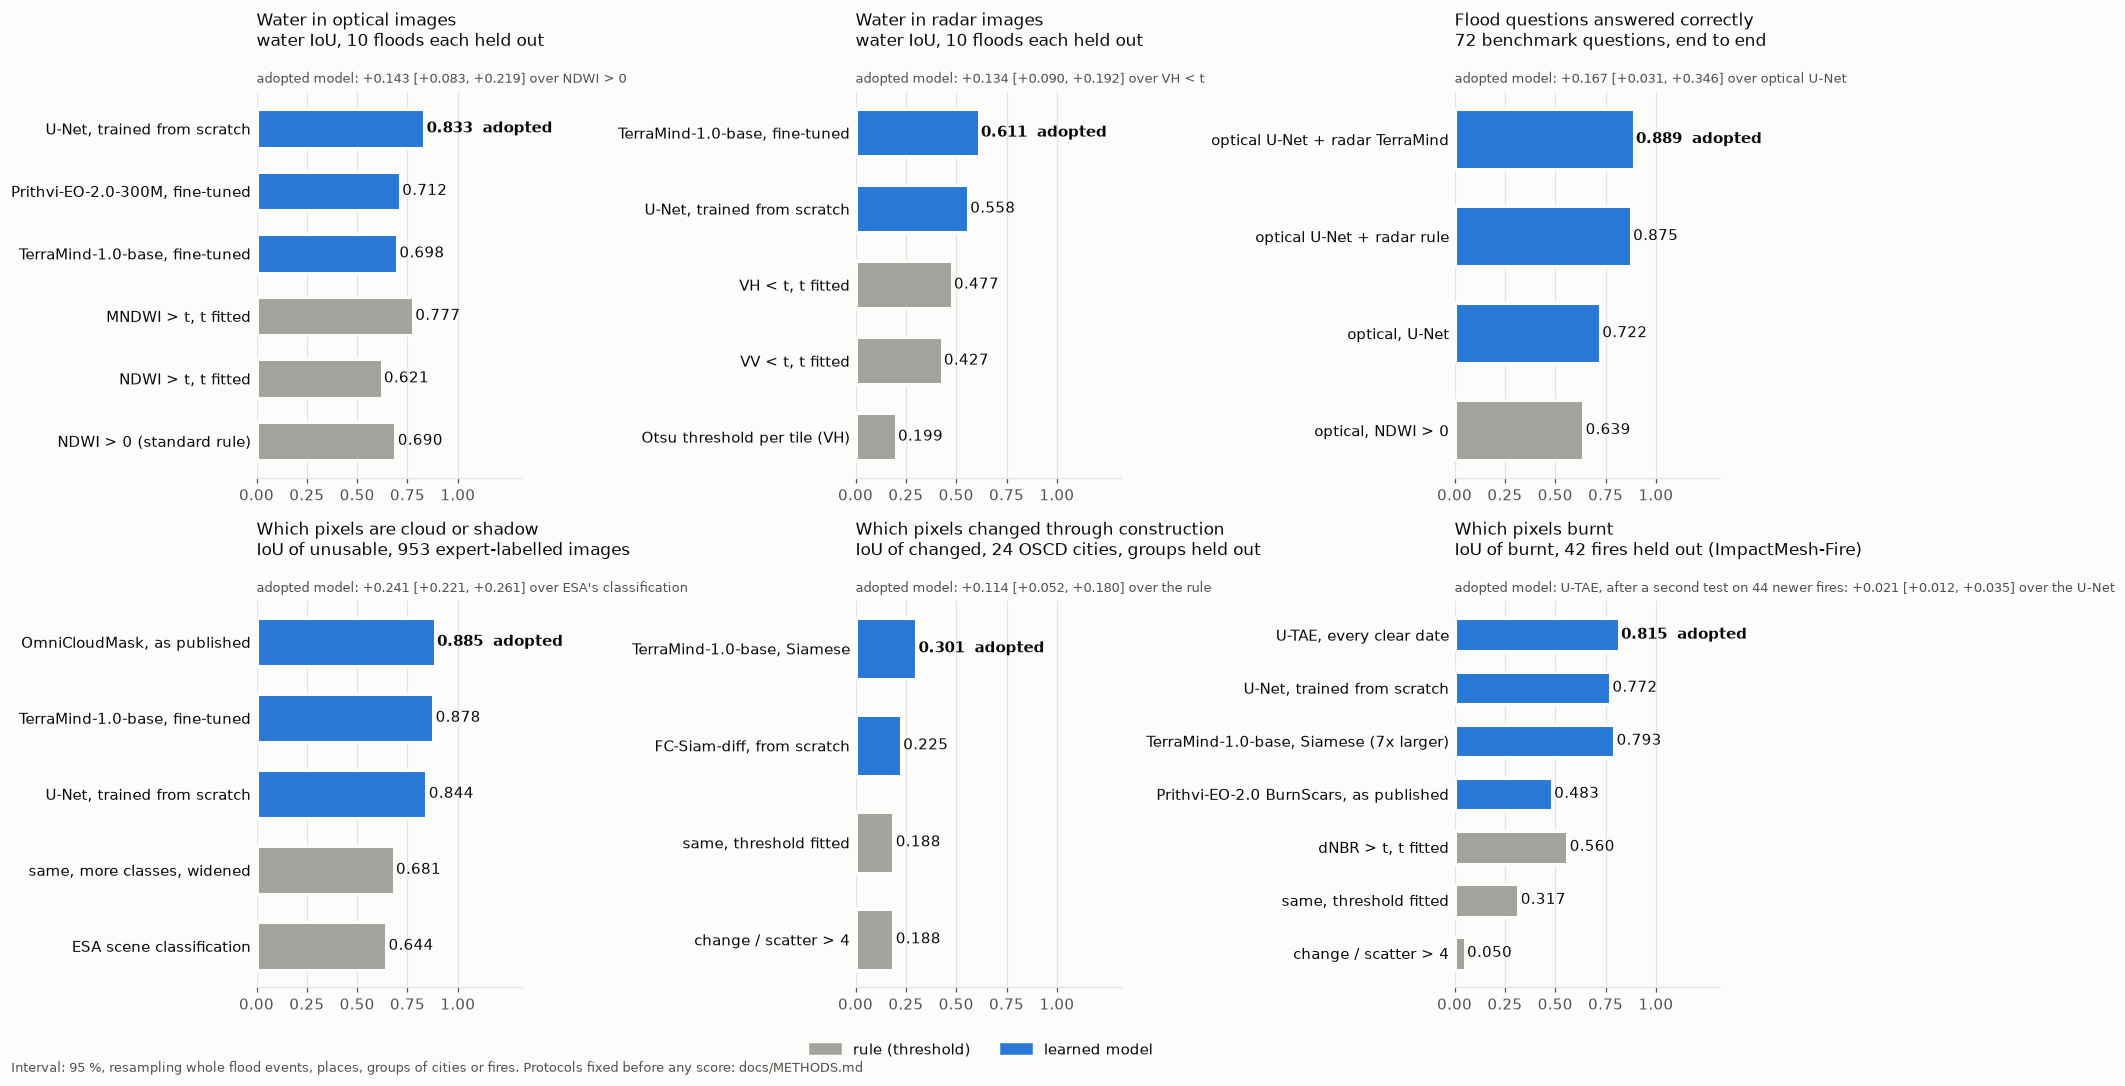 Water in optical images
water IoU, 10 floods each held out
adopted model: +0.143 [+0.083, +0.219] over NDWI > 0
U-Net, trained from scratch
0.833 adopted
Prithvi-EO-2.0-300M, fine-tuned
0.712
TerraMind-1.0-base, fine-tuned
0.698
MNDWI > t, t fitted
0.777
NDWI > t, t fitted
0.621
NDWI > 0 (standard rule)
0.690
0.00 0.25 0.50 0.75 1.00
Water in radar images
water IoU, 10 floods each held out
adopted model: +0.134 [+0.090, +0.192] over VH < t
TerraMind-1.0-base, fine-tuned
0.611 adopted
U-Net, trained from scratch
0.558
VH < t, t fitted
0.477
VV < t, t fitted
0.427
Otsu threshold per tile (VH)
0.199
0.00 0.25 0.50 0.75 1.00
Flood questions answered correctly
72 benchmark questions, end to end
adopted model: +0.167 [+0.031, +0.346] over optical U-Net
optical U-Net + radar TerraMind
0.889 adopted
optical U-Net + radar rule
0.875
optical, U-Net
0.722
optical, NDWI > 0
0.639
0.00 0.25 0.50 0.75 1.00
Which pixels are cloud or shadow
IoU of unusable, 953 expert-labelled images
adopted model: +0.241 [+0.221, +0.261] over ESA's classification
OmniCloudMask, as published
0.885 adopted
TerraMind-1.0-base, fine-tuned
0.878
U-Net, trained from scratch
0.844
same, more classes, widened
0.681
ESA scene classification
0.644
0.00 0.25 0.50 0.75 1.00
Which pixels changed through construction
IoU of changed, 24 OSCD cities, groups held out
adopted model: +0.114 [+0.052, +0.180] over the rule
TerraMind-1.0-base, Siamese
0.301 adopted
FC-Siam-diff, from scratch
0.225
same, threshold fitted
0.188
change / scatter > 4
0.188
0.00 0.25 0.50 0.75 1.00
Which pixels burnt
IoU of burnt, 42 fires held out (ImpactMesh-Fire)
adopted model: U-TAE, after a second test on 44 newer fires: +0.021 [+0.012, +0.035] over the U-Net
U-TAE, every clear date
0.815 adopted
U-Net, trained from scratch
0.772
TerraMind-1.0-base, Siamese (7x larger)
0.793
Prithvi-EO-2.0 BurnScars, as published
0.483
dNBR > t, t fitted
0.560
same, threshold fitted
0.317
change / scatter > 4
0.050
0.00 0.25 0.50 0.75 1.00
rule (threshold)
learned model
Interval: 95 %, resampling whole flood events, places, groups of cities or fires. Protocols fixed before any score: docs/METHODS.md